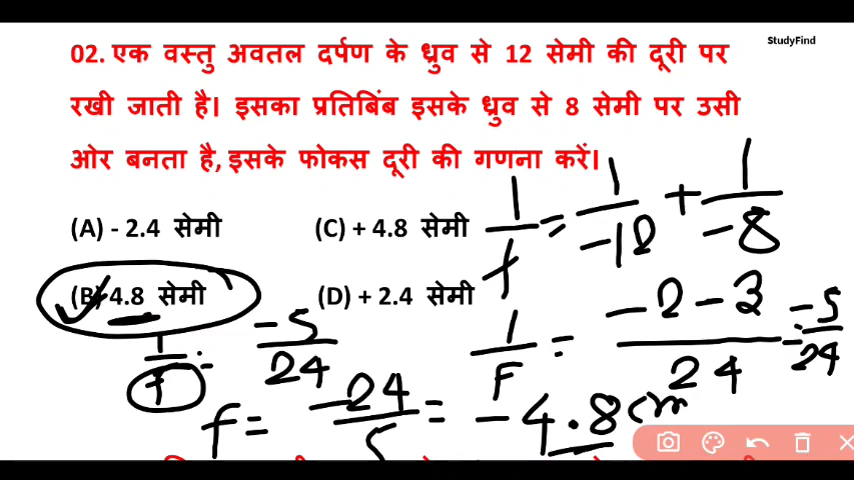 StudyFind
02. एक वस्तु अवतल दर्पण के ध्रुव से 12 सेमी की दूरी पर
रखी जाती है। इसका प्रतिबिंब इसके ध्रुव से 8 सेमी पर उसी
ओर बनता है, इसके फोकस दूरी की गणना करें।
1/f = 1/-12 + 1/-8
(A) - 2.4 सेमी (C) + 4.8 सेमी
(B) 4.8 सेमी (D) + 2.4 सेमी
1/F = -2-3/24 = -5/24
1/f = -5/24
f = -24/5 = -4.8 cm